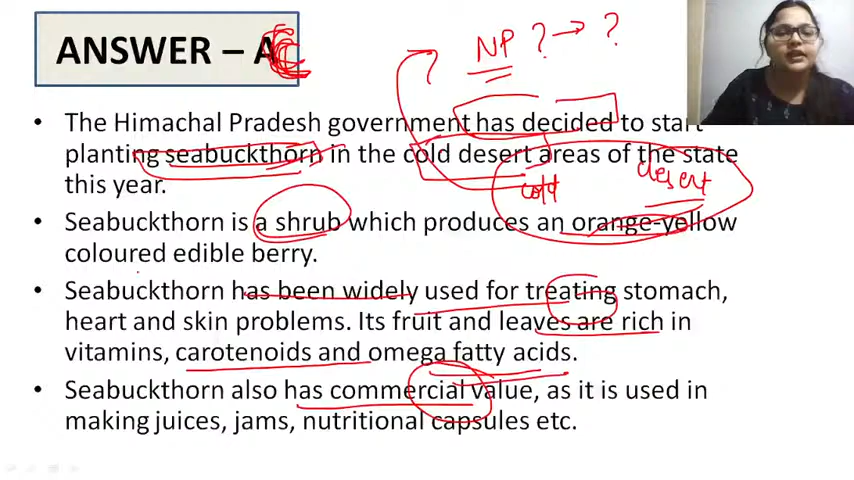 ANSWER – A
NP ? → ?
?
• The Himachal Pradesh government has decided to start
planting seabuckthorn in the cold desert areas of the state
this year.
cold desert
• Seabuckthorn is a shrub which produces an orange-yellow
coloured edible berry.
• Seabuckthorn has been widely used for treating stomach,
heart and skin problems. Its fruit and leaves are rich in
vitamins, carotenoids and omega fatty acids.
• Seabuckthorn also has commercial value, as it is used in
making juices, jams, nutritional capsules etc.